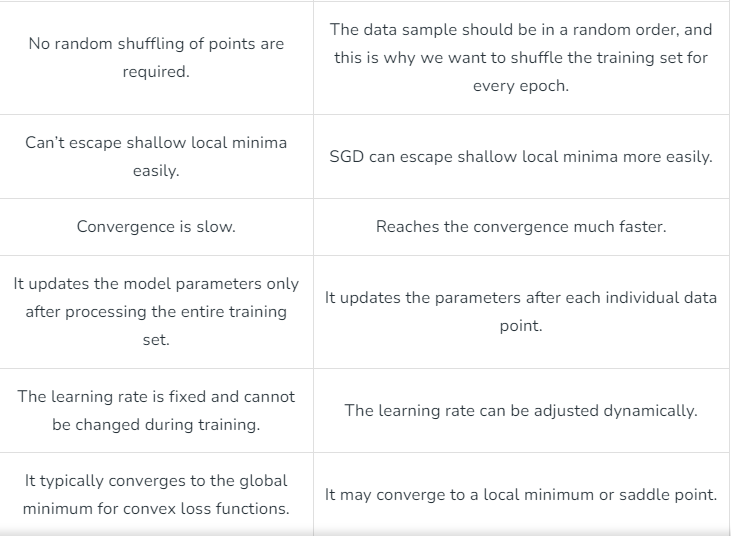 No random shuffling of points are
required.
The data sample should be in a random order, and
this is why we want to shuffle the training set for
every epoch.
Can’t escape shallow local minima
easily.
SGD can escape shallow local minima more easily.
Convergence is slow.
Reaches the convergence much faster.
It updates the model parameters only
after processing the entire training
set.
It updates the parameters after each individual data
point.
The learning rate is fixed and cannot
be changed during training.
The learning rate can be adjusted dynamically.
It typically converges to the global
minimum for convex loss functions.
It may converge to a local minimum or saddle point.